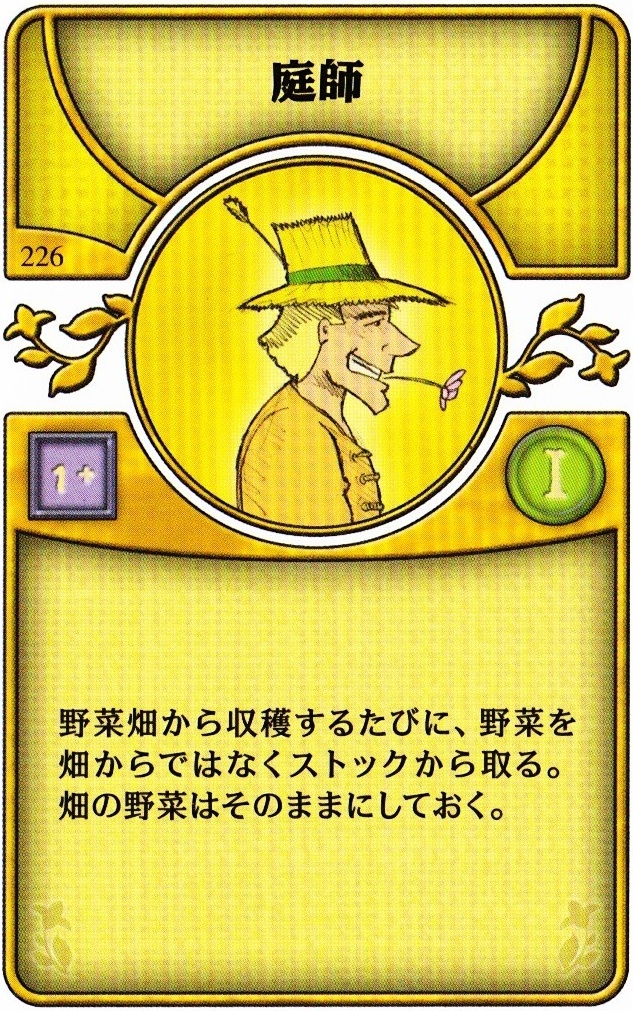 庭師
226
1+
I
野菜畑から収穫するたびに、野菜を
畑からではなくストックから取る。
畑の野菜はそのままにしておく。